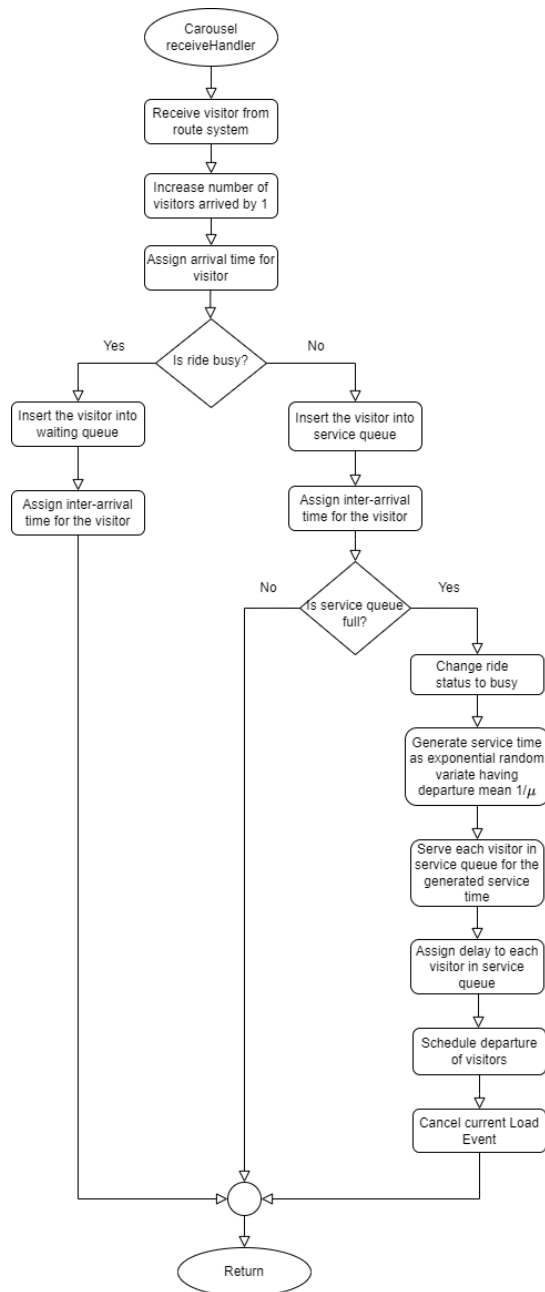 Carousel
receiveHandler
Receive visitor from
route system
Increase number of
visitors arrived by 1
Assign arrival time for
visitor
Yes
Is ride busy?
No
Insert the visitor into
waiting queue
Insert the visitor into
service queue
Assign inter-arrival
time for the visitor
Assign inter-arrival
time for the visitor
No
Is service queue
full?
Yes
Change ride
status to busy
Generate service time
as exponential random
variate having
departure mean 1/μ
Serve each visitor in
service queue for the
generated service
time
Assign delay to each
visitor in service
queue
Schedule departure
of visitors
Cancel current Load
Event
Return